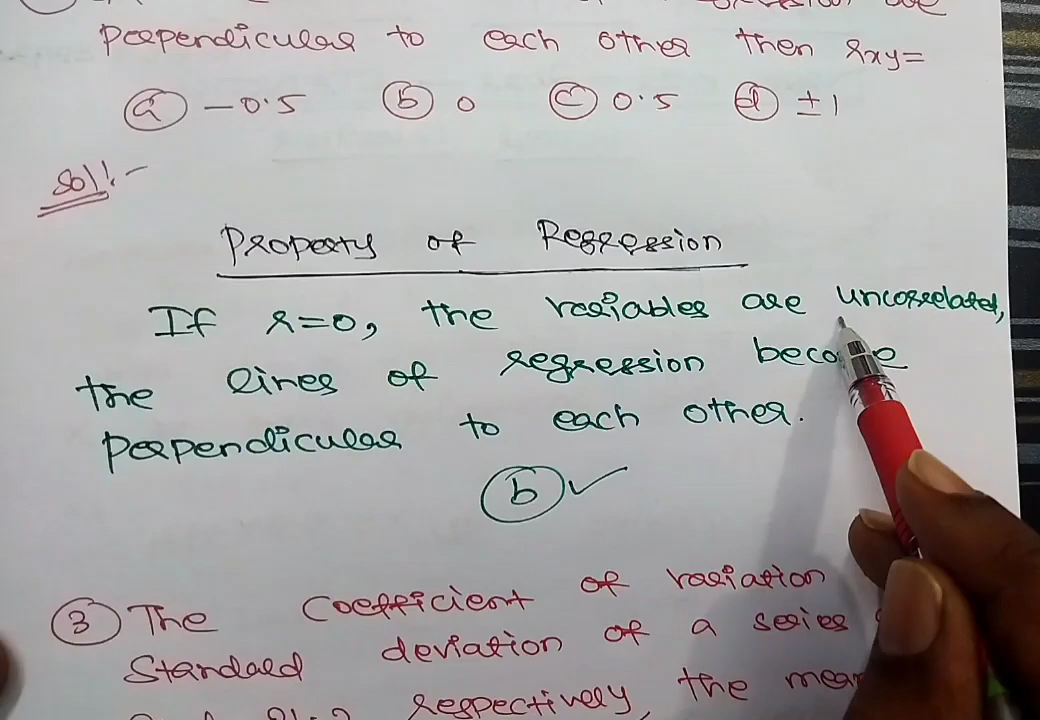 perpendicular to each other then rxy=
(a) -0.5 (b) 0 (c) 0.5 (d) ±1
Sol!:-
Property of Regression
If r=0, the variables are uncorrelated,
the lines of regression become
perpendicular to each other.
(b) ✓
(3) The Coefficient of variation
Standard deviation of a series
respectively, the mean